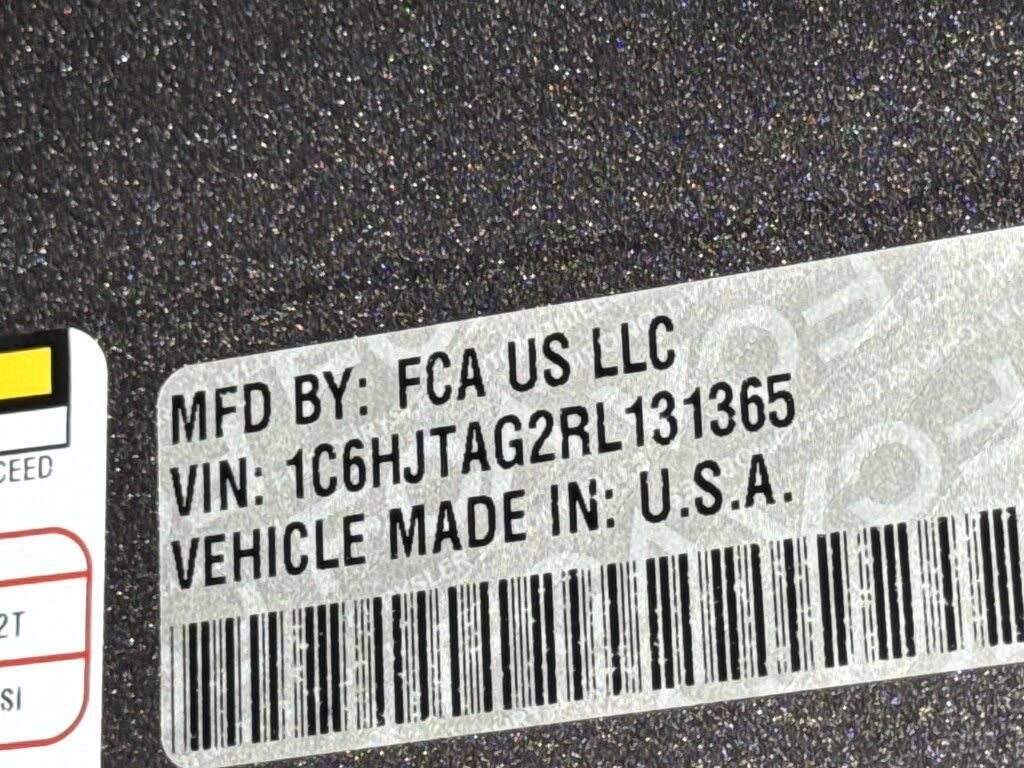 MFD BY: FCA US LLC
VIN: 1C6HJTAG2RL131365
VEHICLE MADE IN: U.S.A.
CEED
2T
SI